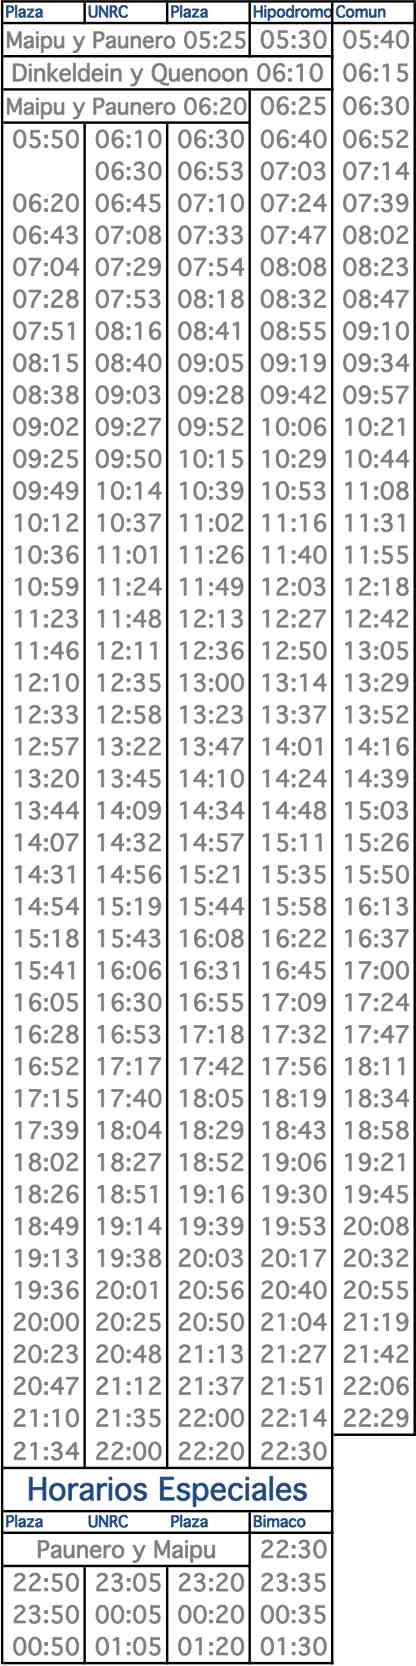 Plaza UNRC Plaza Hipodromo Comun
Maipu y Paunero 05:25 05:30 05:40
Dinkeldein y Quenoon 06:10 06:15
Maipu y Paunero 06:20 06:25 06:30
05:50 06:10 06:30 06:40 06:52
06:30 06:53 07:03 07:14
06:20 06:45 07:10 07:24 07:39
06:43 07:08 07:33 07:47 08:02
07:04 07:29 07:54 08:08 08:23
07:28 07:53 08:18 08:32 08:47
07:51 08:16 08:41 08:55 09:10
08:15 08:40 09:05 09:19 09:34
08:38 09:03 09:28 09:42 09:57
09:02 09:27 09:52 10:06 10:21
09:25 09:50 10:15 10:29 10:44
09:49 10:14 10:39 10:53 11:08
10:12 10:37 11:02 11:16 11:31
10:36 11:01 11:26 11:40 11:55
10:59 11:24 11:49 12:03 12:18
11:23 11:48 12:13 12:27 12:42
11:46 12:11 12:36 12:50 13:05
12:10 12:35 13:00 13:14 13:29
12:33 12:58 13:23 13:37 13:52
12:57 13:22 13:47 14:01 14:16
13:20 13:45 14:10 14:24 14:39
13:44 14:09 14:34 14:48 15:03
14:07 14:32 14:57 15:11 15:26
14:31 14:56 15:21 15:35 15:50
14:54 15:19 15:44 15:58 16:13
15:18 15:43 16:08 16:22 16:37
15:41 16:06 16:31 16:45 17:00
16:05 16:30 16:55 17:09 17:24
16:28 16:53 17:18 17:32 17:47
16:52 17:17 17:42 17:56 18:11
17:15 17:40 18:05 18:19 18:34
17:39 18:04 18:29 18:43 18:58
18:02 18:27 18:52 19:06 19:21
18:26 18:51 19:16 19:30 19:45
18:49 19:14 19:39 19:53 20:08
19:13 19:38 20:03 20:17 20:32
19:36 20:01 20:56 20:40 20:55
20:00 20:25 20:50 21:04 21:19
20:23 20:48 21:13 21:27 21:42
20:47 21:12 21:37 21:51 22:06
21:10 21:35 22:00 22:14 22:29
21:34 22:00 22:20 22:30
Horarios Especiales
Plaza UNRC Plaza Bimaco
Paunero y Maipu 22:30
22:50 23:05 23:20 23:35
23:50 00:05 00:20 00:35
00:50 01:05 01:20 01:30